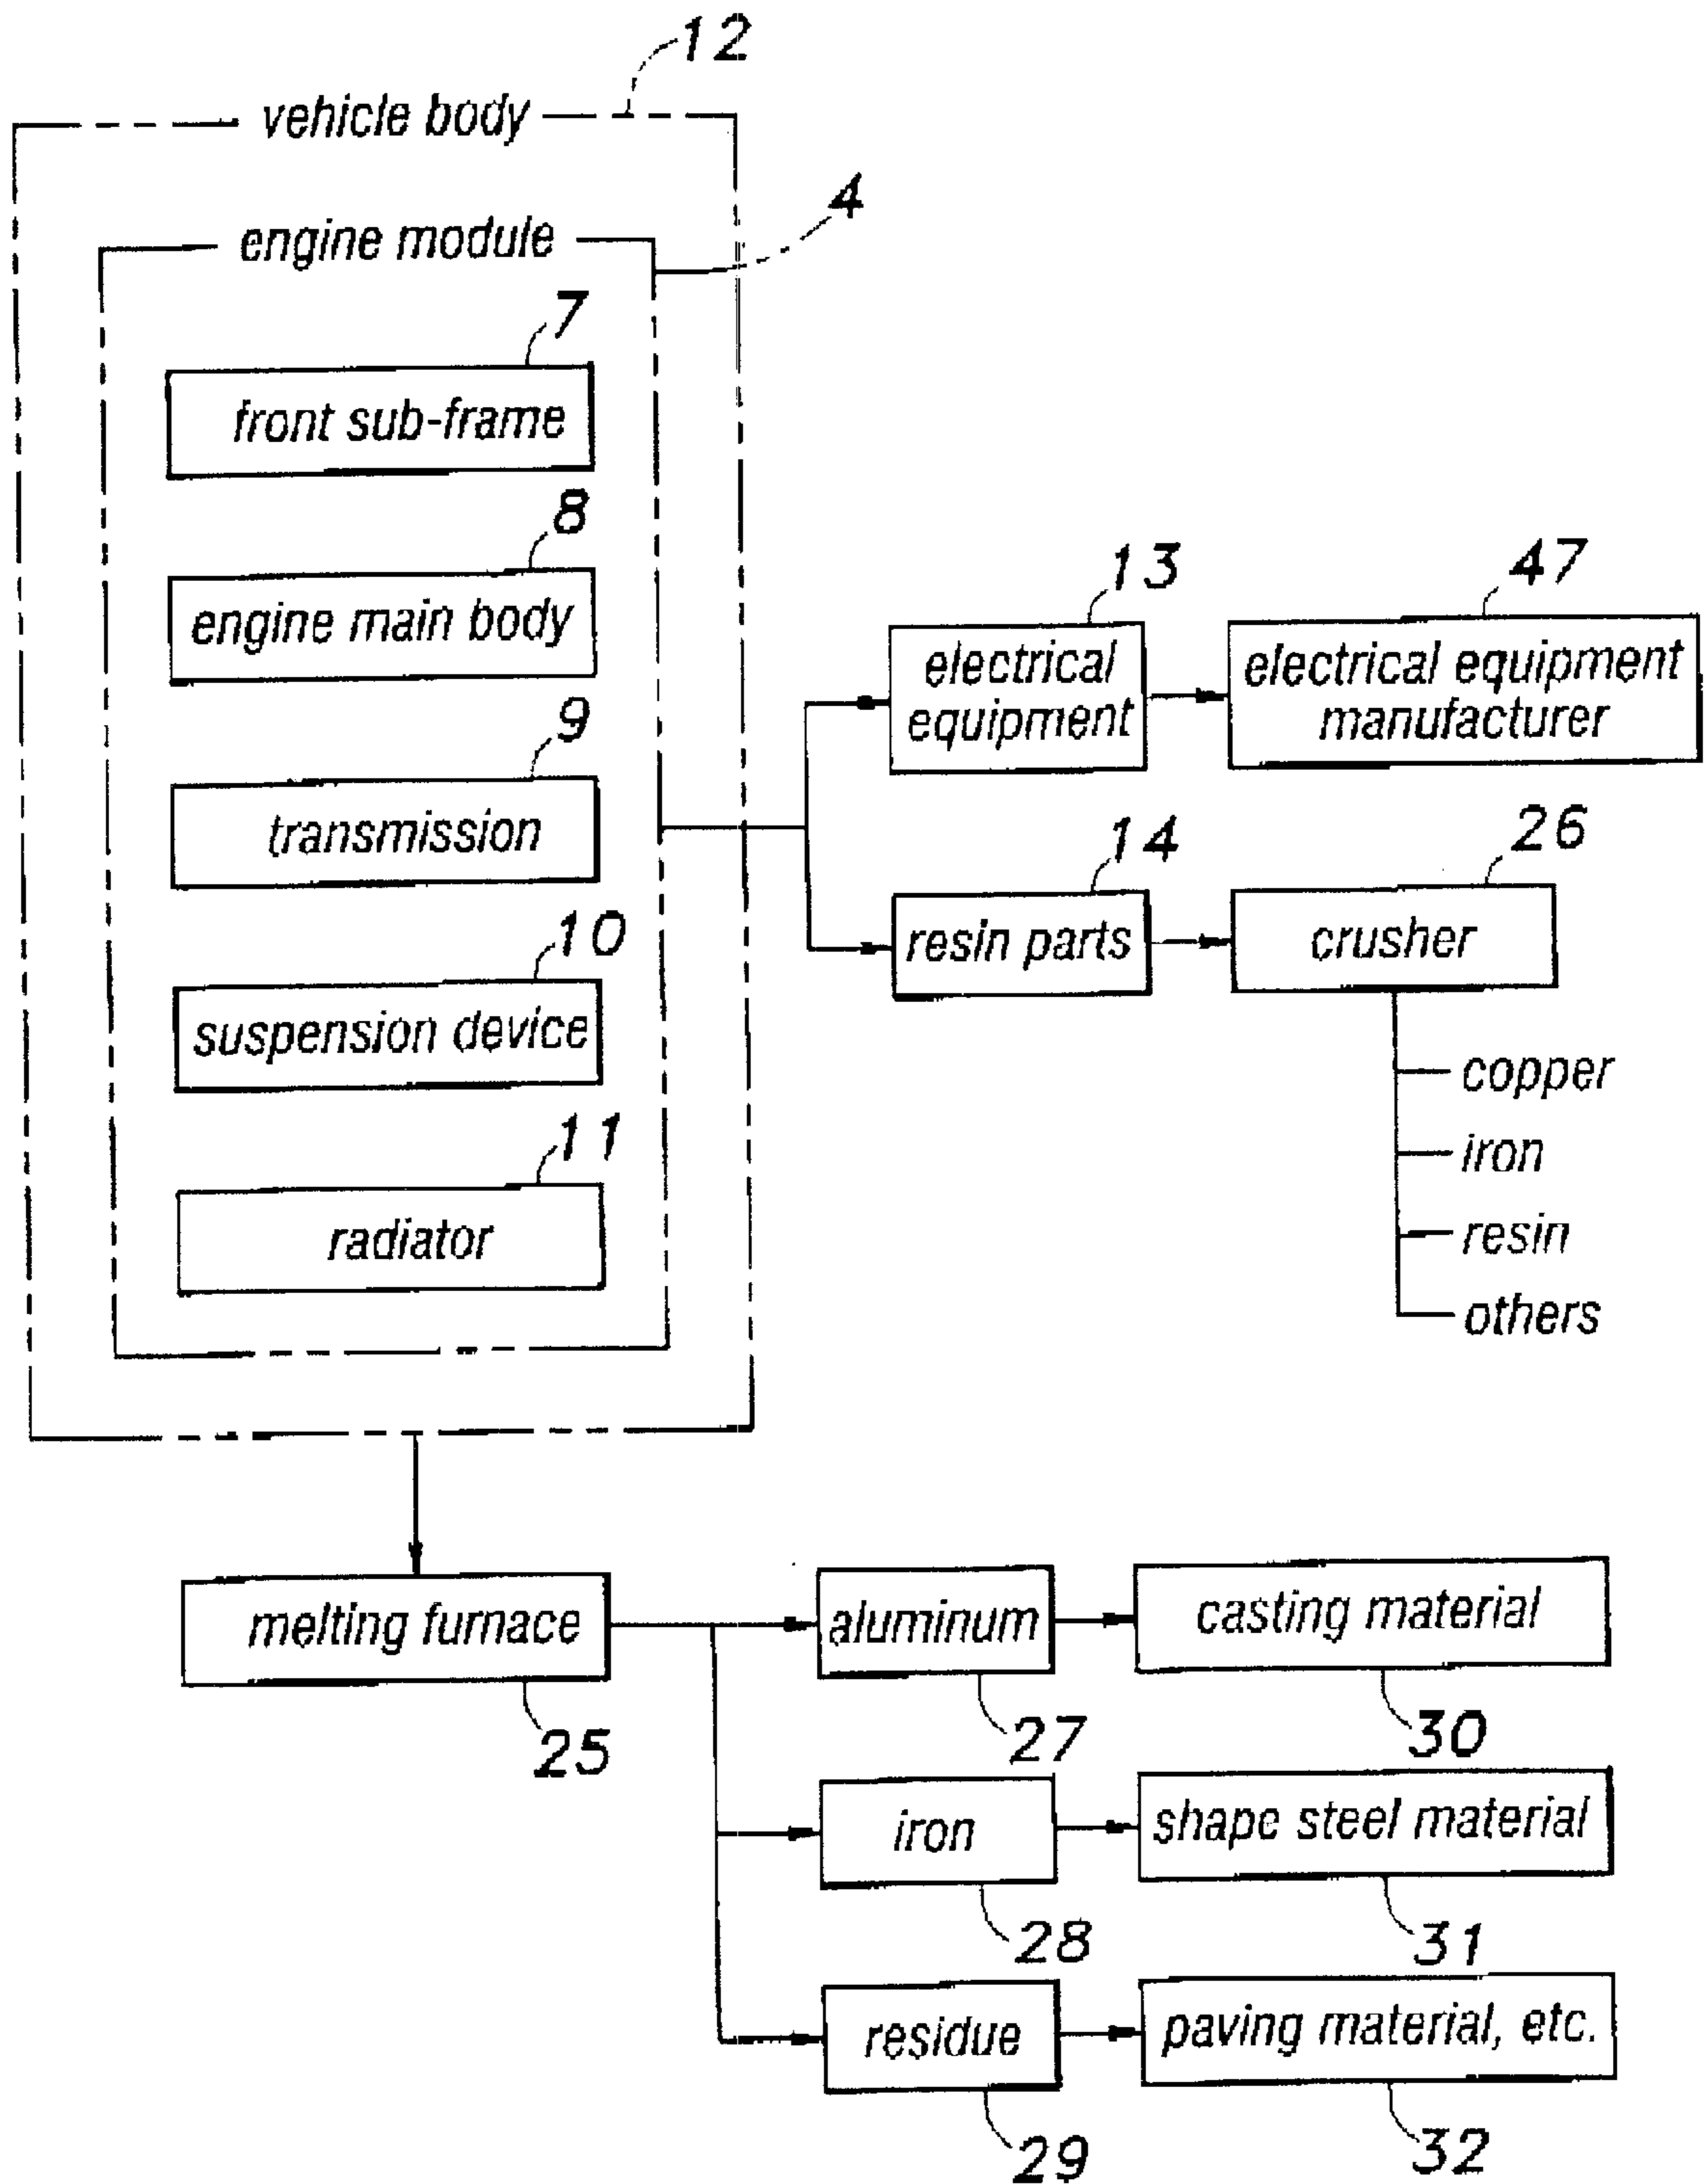 12
vehicle body
4
engine module
7
front sub-frame
8
engine main body
9
transmission
10
suspension device
11
radiator
13
electrical
equipment
47
electrical equipment
manufacturer
14
resin parts
26
crusher
copper
iron
resin
others
melting furnace
25
aluminum
27
casting material
30
iron
28
shape steel material
31
residue
29
paving material, etc.
32